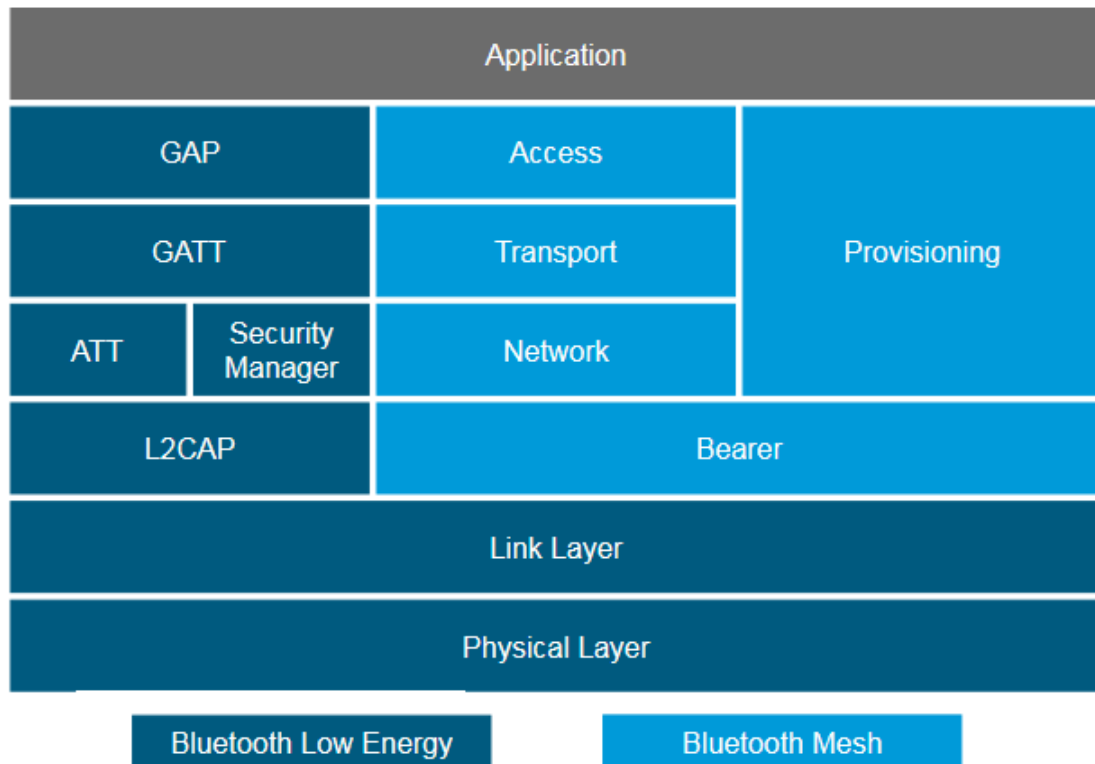 Application
GAP
Access
GATT
Transport
Provisioning
ATT
Security
Manager
Network
L2CAP
Bearer
Link Layer
Physical Layer
Bluetooth Low Energy
Bluetooth Mesh